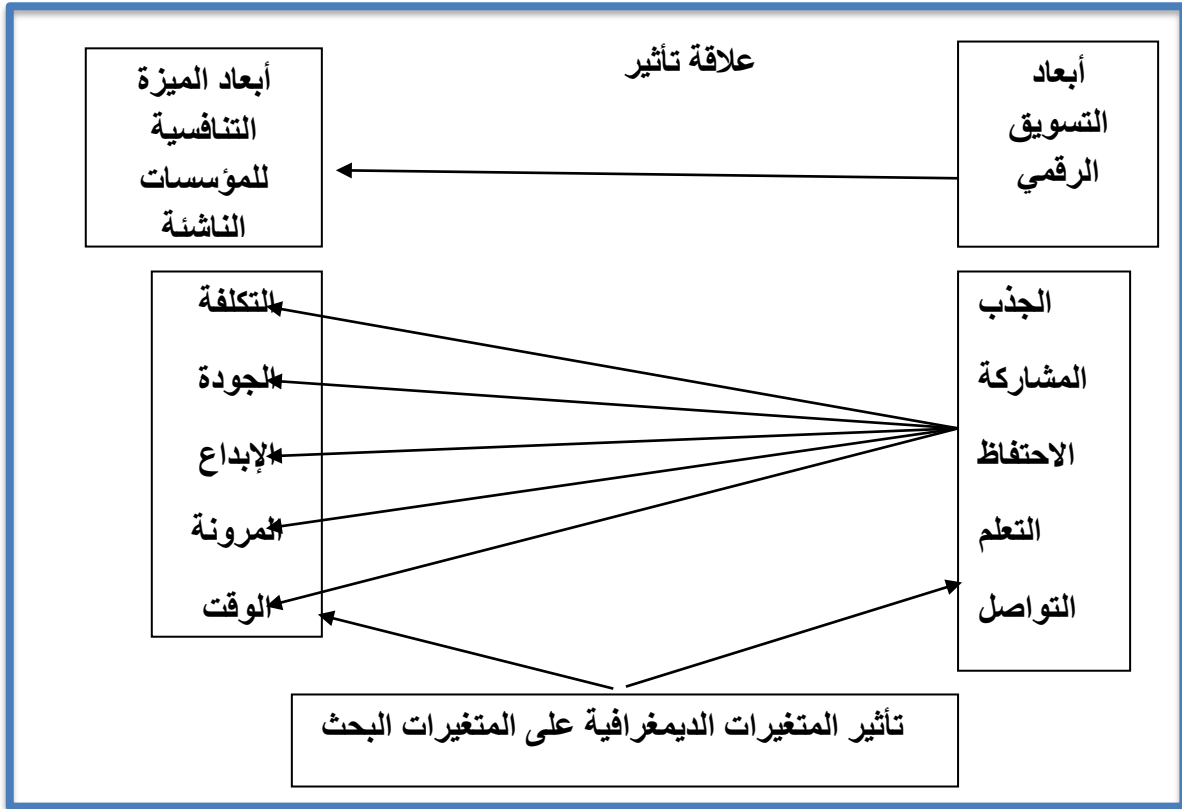 علاقة تأثير
أبعاد
التسويق
الرقمي
أبعاد الميزة
التنافسية
للمؤسسات
الناشئة
الجذب
المشاركة
الاحتفاظ
التعلم
التواصل
التكلفة
الجودة
الإبداع
المرونة
الوقت
تأثير المتغيرات الديمغرافية على المتغيرات البحث